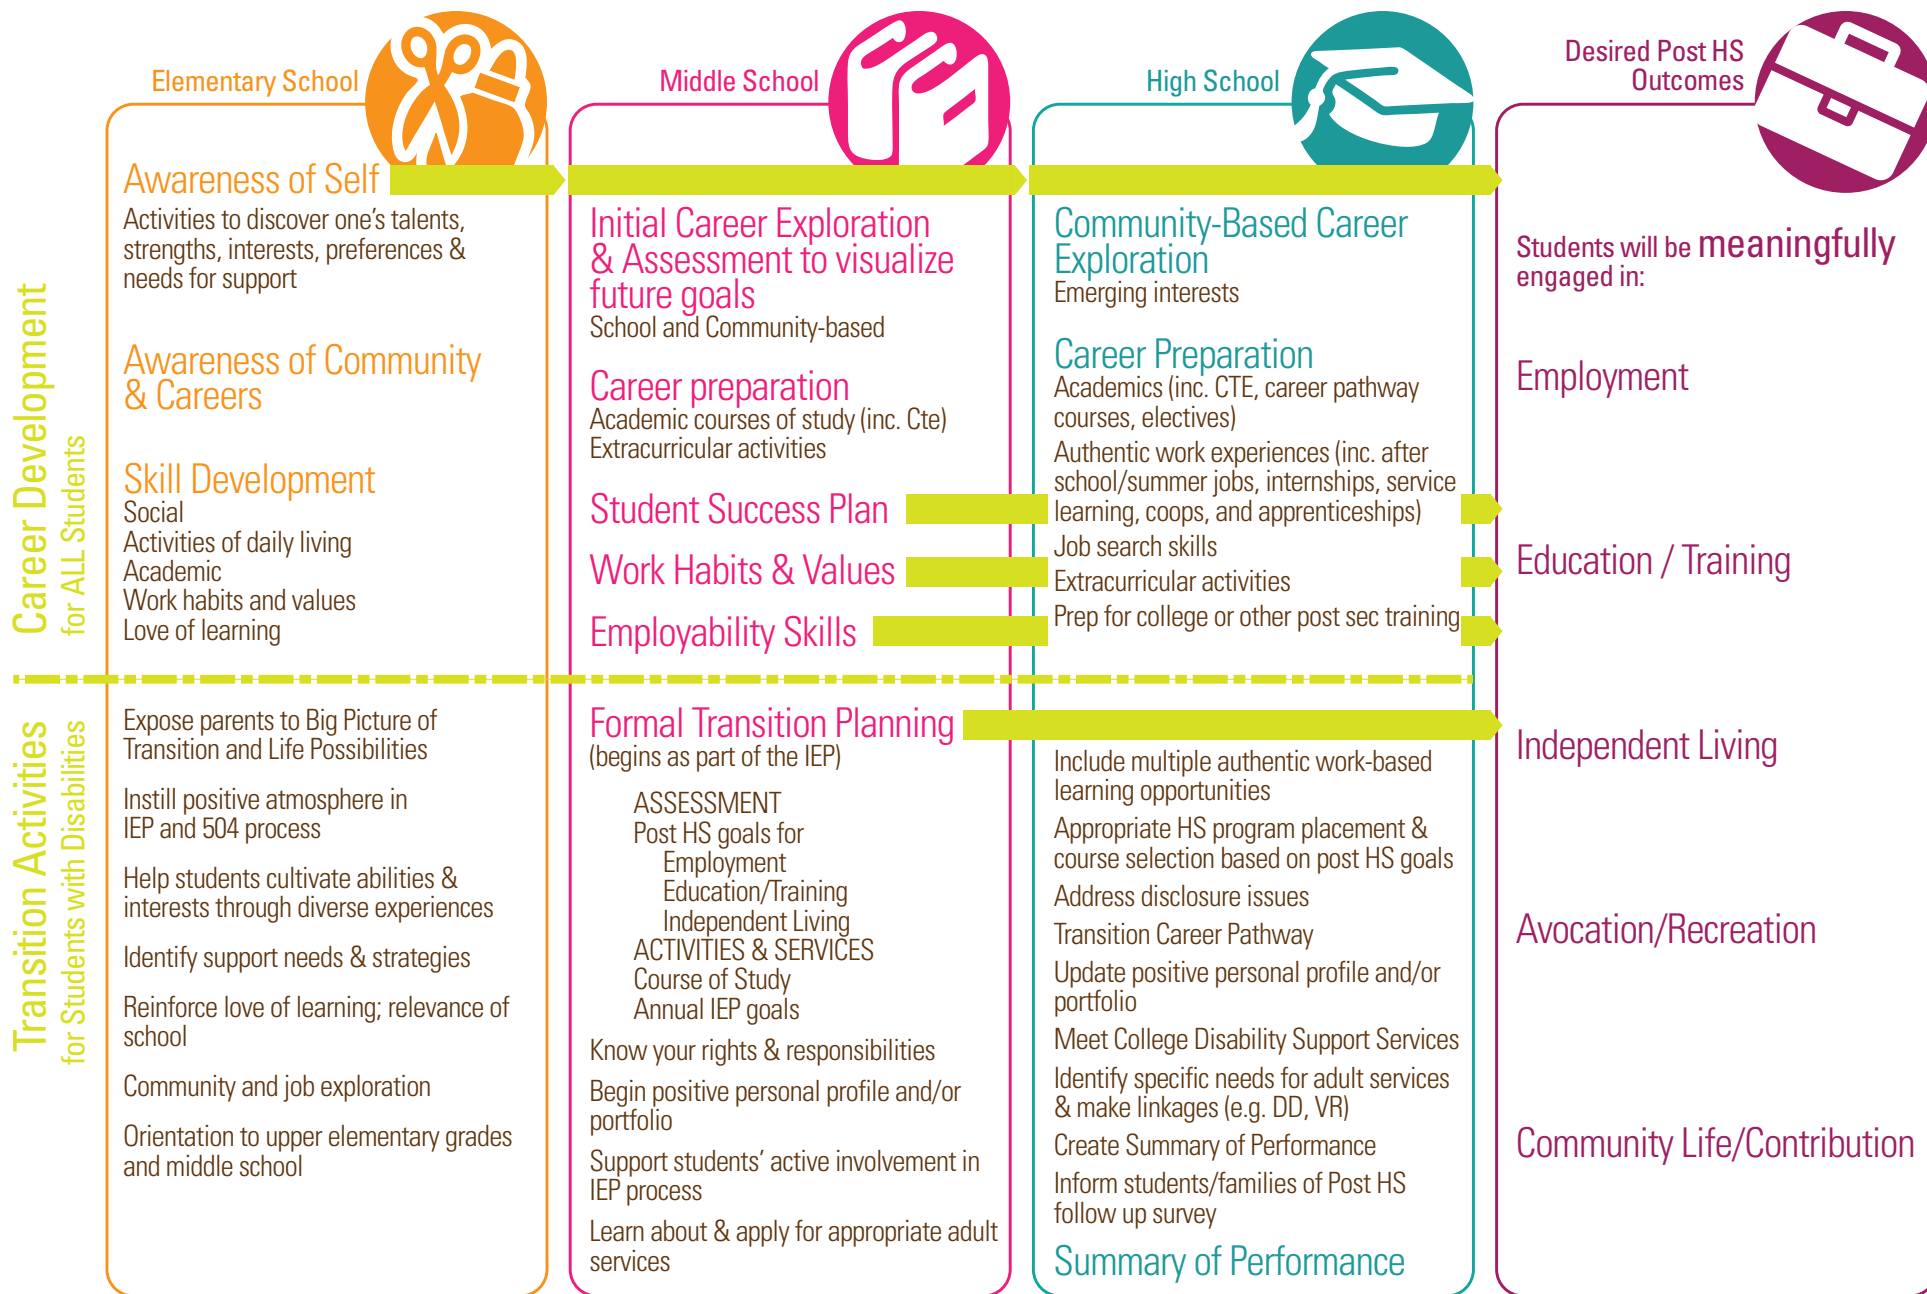 Elementary School
Middle School
High School
Desired Post HS
Outcomes
Career Development
for ALL Students
Awareness of Self
Activities to discover one's talents,
strengths, interests, preferences &
needs for support
Awareness of Community
& Careers
Skill Development
Social
Activities of daily living
Academic
Work habits and values
Love of learning
Initial Career Exploration
& Assessment to visualize
future goals
School and Community-based
Career preparation
Academic courses of study (inc. Cte)
Extracurricular activities
Student Success Plan
Work Habits & Values
Employability Skills
Community-Based Career
Exploration
Emerging interests
Career Preparation
Academics (inc. CTE, career pathway
courses, electives)
Authentic work experiences (inc. after
school/summer jobs, internships, service
learning, coops, and apprenticeships)
Job search skills
Extracurricular activities
Prep for college or other post sec training
Transition Activities
for Students with Disabilities
Expose parents to Big Picture of
Transition and Life Possibilities
Instill positive atmosphere in
IEP and 504 process
Help students cultivate abilities &
interests through diverse experiences
Identify support needs & strategies
Reinforce love of learning; relevance of
school
Community and job exploration
Orientation to upper elementary grades
and middle school
Formal Transition Planning
(begins as part of the IEP)
ASSESSMENT
Post HS goals for
Employment
Education/Training
Independent Living
ACTIVITIES & SERVICES
Course of Study
Annual IEP goals
Know your rights & responsibilities
Begin positive personal profile and/or
portfolio
Support students' active involvement in
IEP process
Learn about & apply for appropriate adult
services
Include multiple authentic work-based
learning opportunities
Appropriate HS program placement &
course selection based on post HS goals
Address disclosure issues
Transition Career Pathway
Update positive personal profile and/or
portfolio
Meet College Disability Support Services
Identify specific needs for adult services
& make linkages (e.g. DD, VR)
Create Summary of Performance
Inform students/families of Post HS
follow up survey
Summary of Performance
Students will be meaningfully
engaged in:
Employment
Education / Training
Independent Living
Avocation/Recreation
Community Life/Contribution